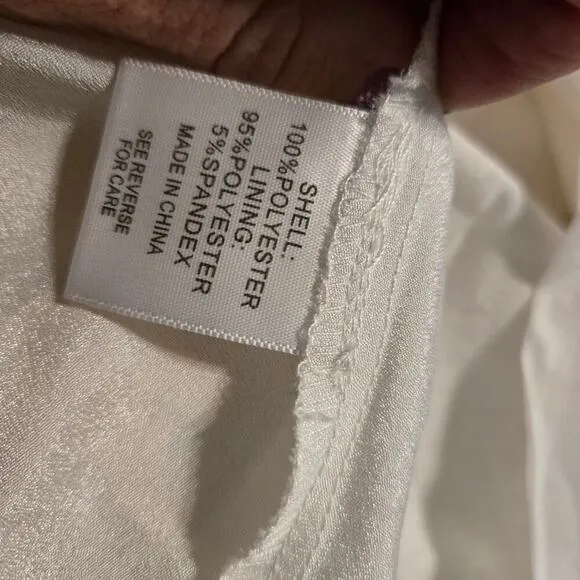 SHELL:
100%POLYESTER
LINING:
95%POLYESTER
5%SPANDEX
MADE IN CHINA
SEE REVERSE
FOR CARE